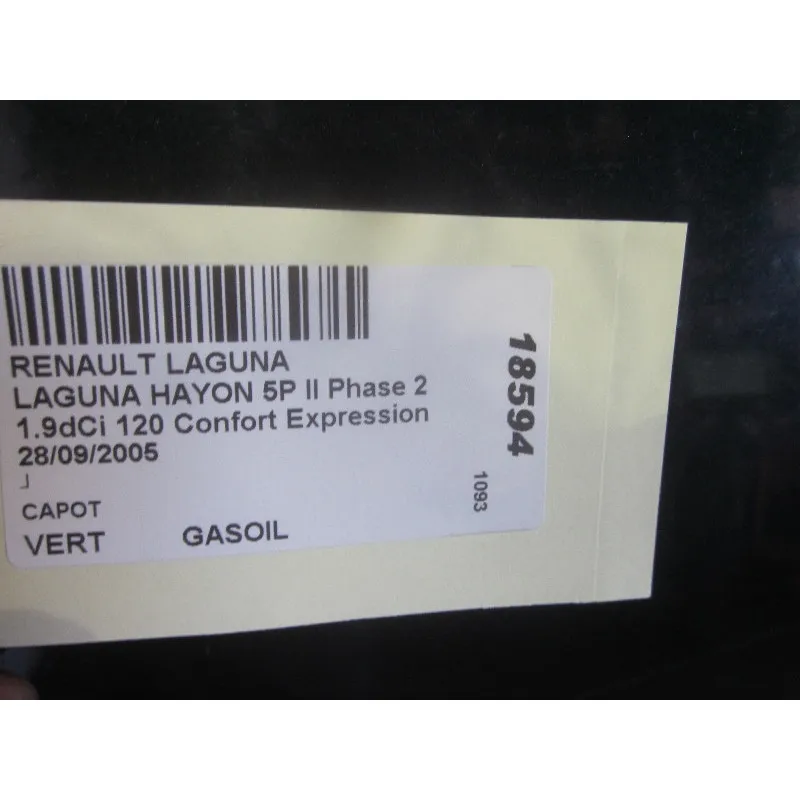 RENAULT LAGUNA
LAGUNA HAYON 5P II Phase 2
1.9dCi 120 Confort Expression
28/09/2005
CAPOT
VERT GASOIL
18594
1093